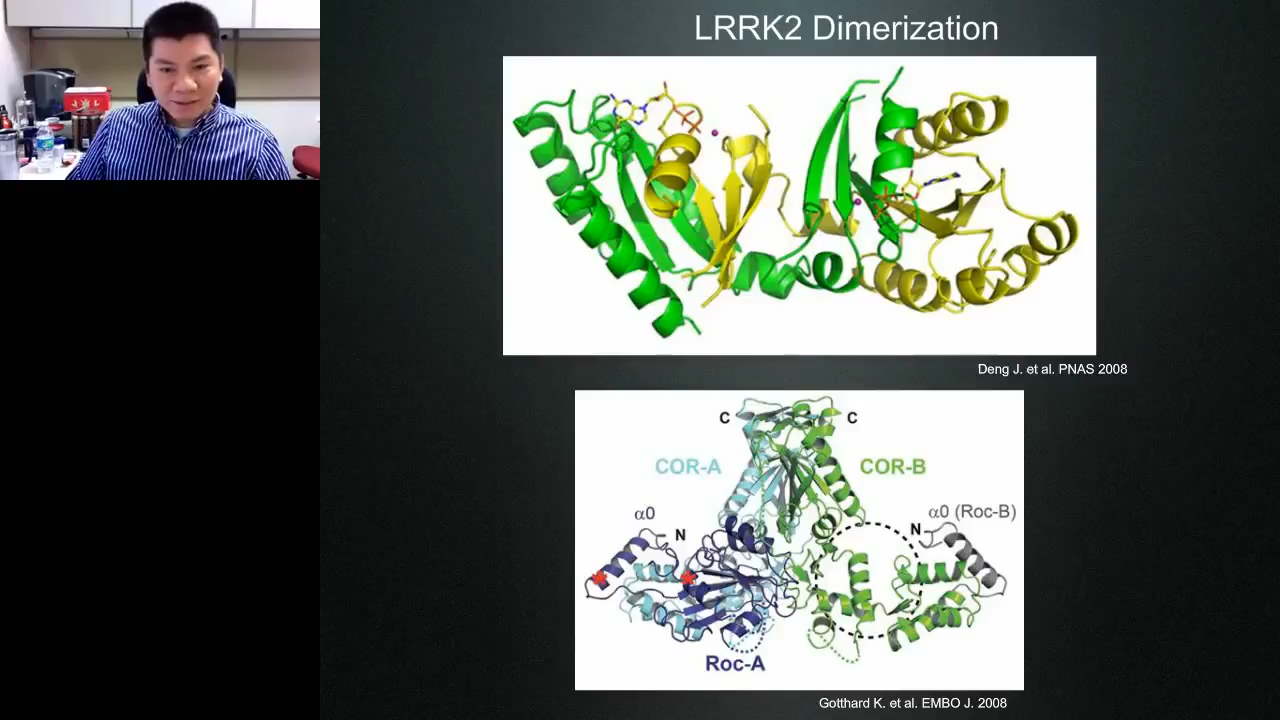 LRRK2 Dimerization
Deng J. et al. PNAS 2008
C C
COR-A COR-B
α0 N N α0 (Roc-B)
Roc-A
Gotthard K. et al. EMBO J. 2008